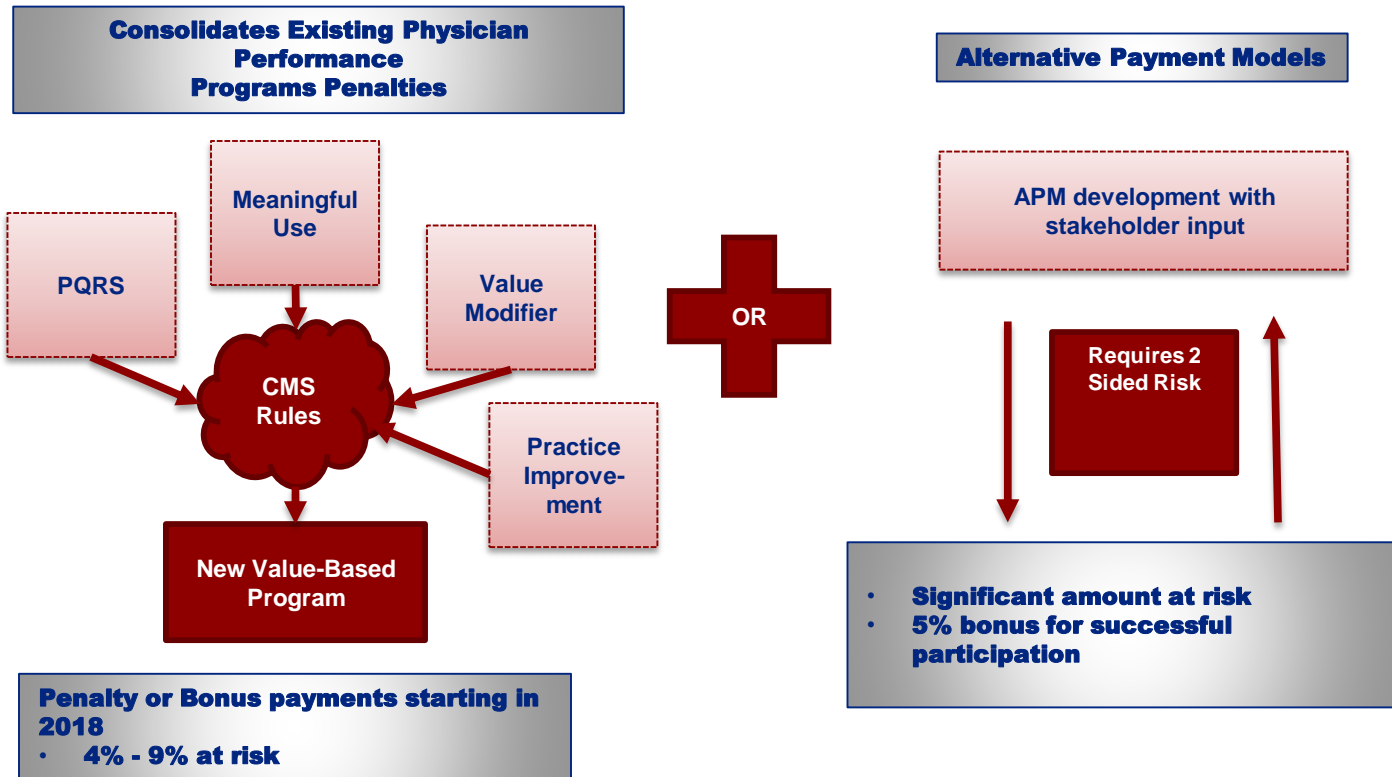 Consolidates Existing Physician
Performance
Programs Penalties
Alternative Payment Models
Meaningful
Use
PQRS
Value
Modifier
CMS
Rules
Practice
Improve-
ment
New Value-Based
Program
OR
APM development with
stakeholder input
Requires 2
Sided Risk
• Significant amount at risk
• 5% bonus for successful
participation
Penalty or Bonus payments starting in
2018
• 4% - 9% at risk